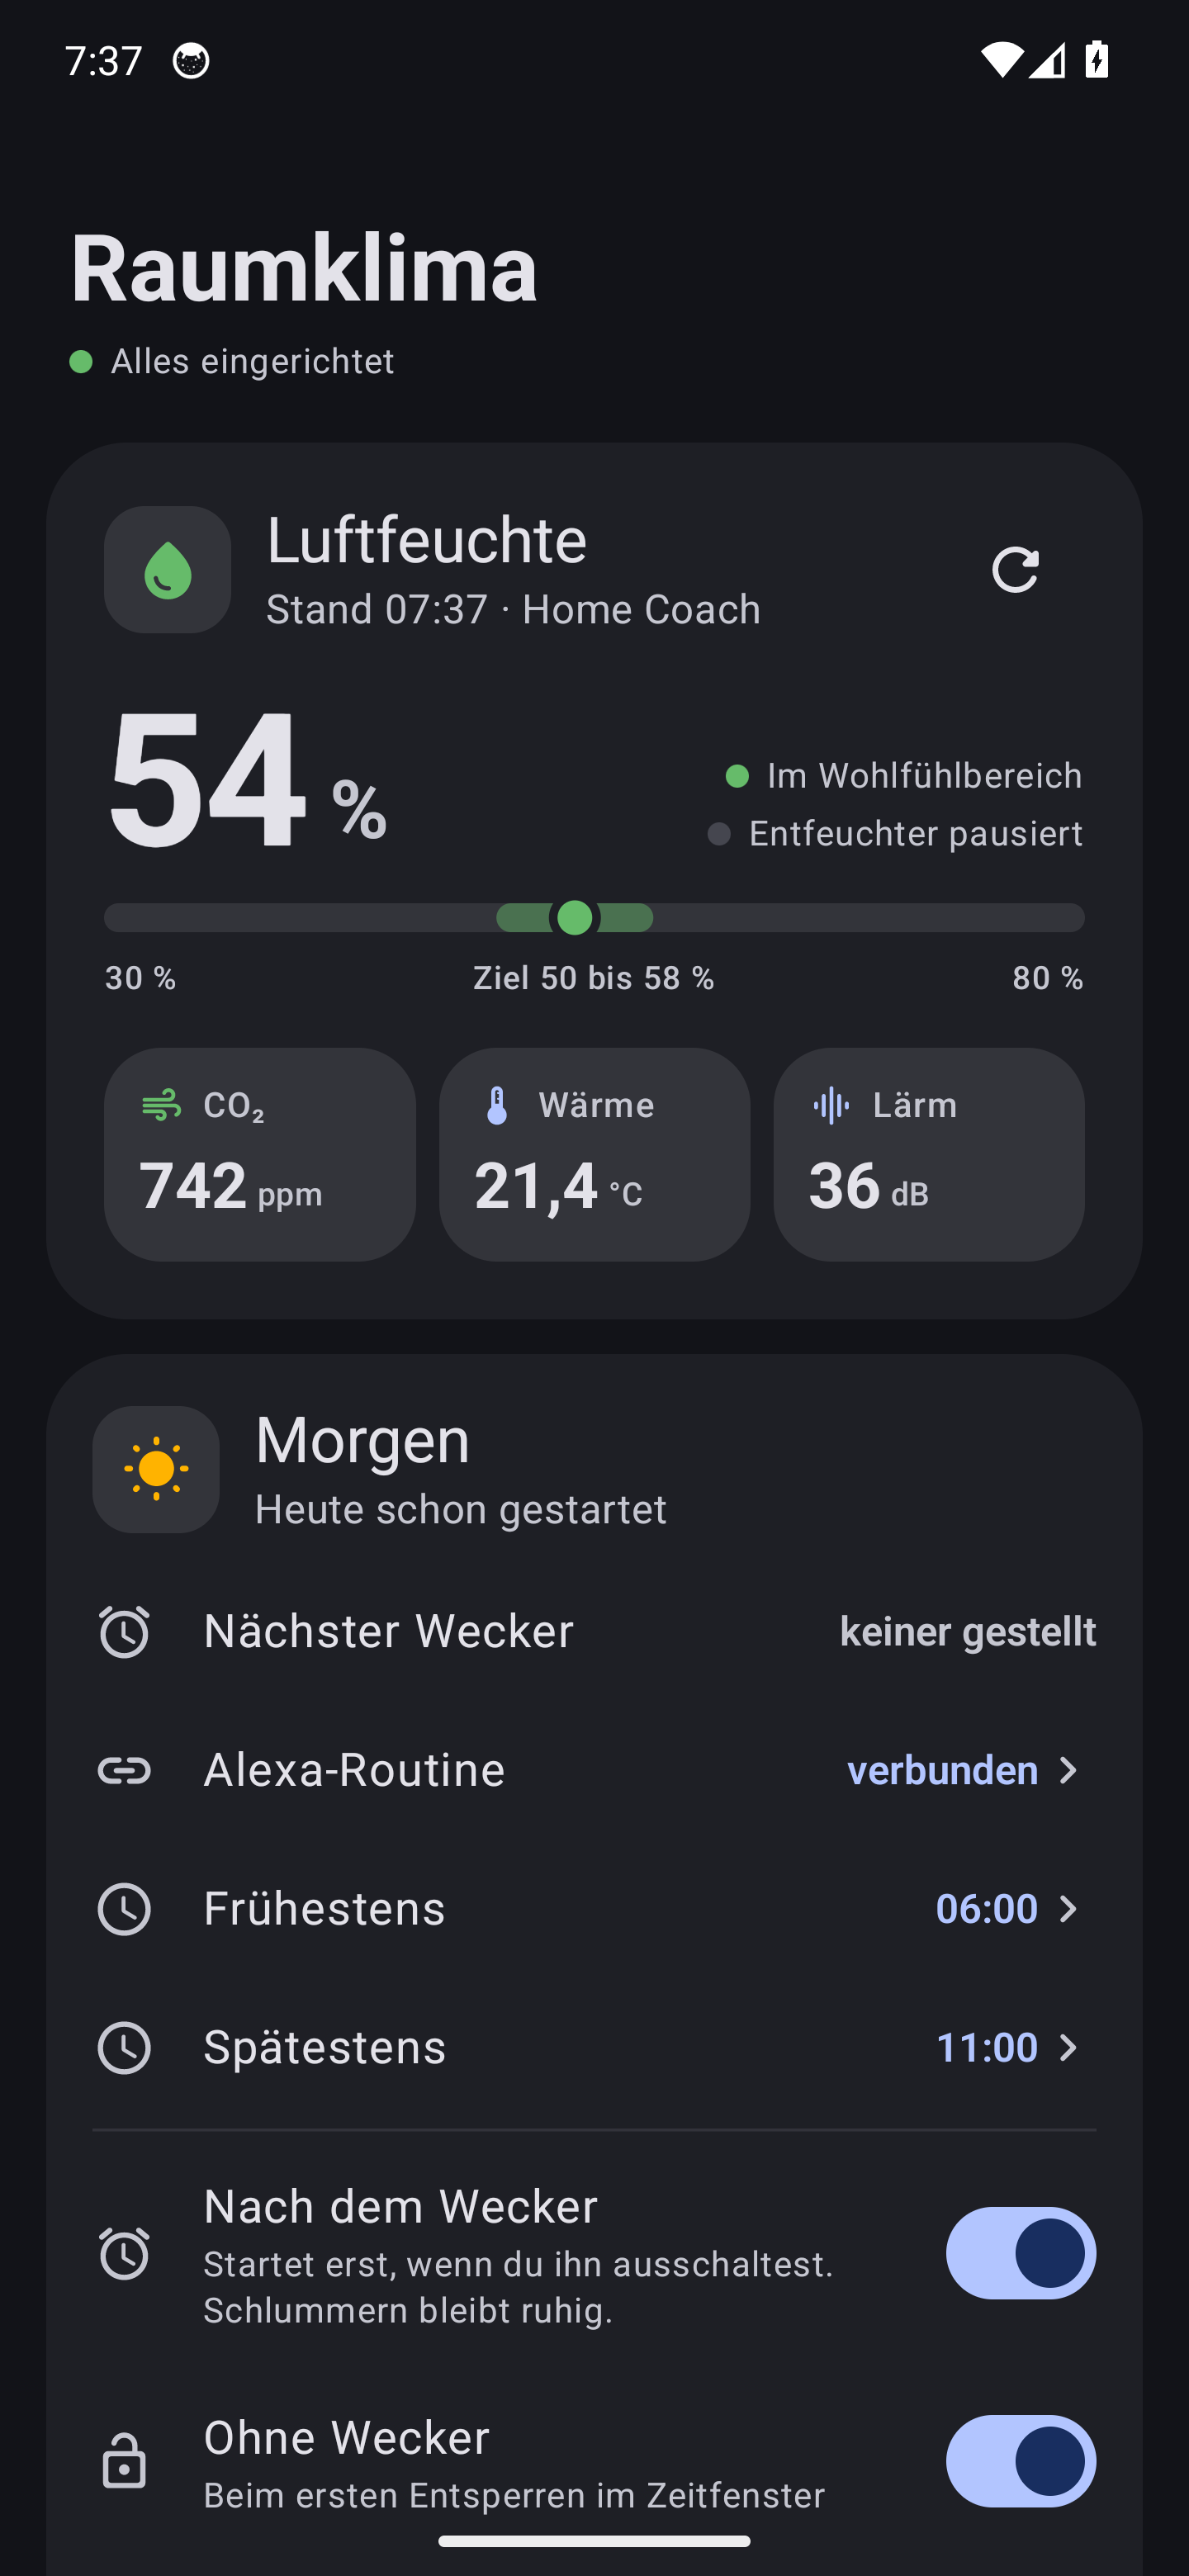 7:37
Raumklima
Alles eingerichtet
Luftfeuchte
Stand 07:37 · Home Coach
54 %
Im Wohlfühlbereich
Entfeuchter pausiert
30 %
Ziel 50 bis 58 %
80 %
CO₂
742 ppm
Wärme
21,4 °C
Lärm
36 dB
Morgen
Heute schon gestartet
Nächster Wecker
keiner gestellt
Alexa-Routine
verbunden
Frühestens
06:00
Spätestens
11:00
Nach dem Wecker
Startet erst, wenn du ihn ausschaltest.
Schlummern bleibt ruhig.
Ohne Wecker
Beim ersten Entsperren im Zeitfenster